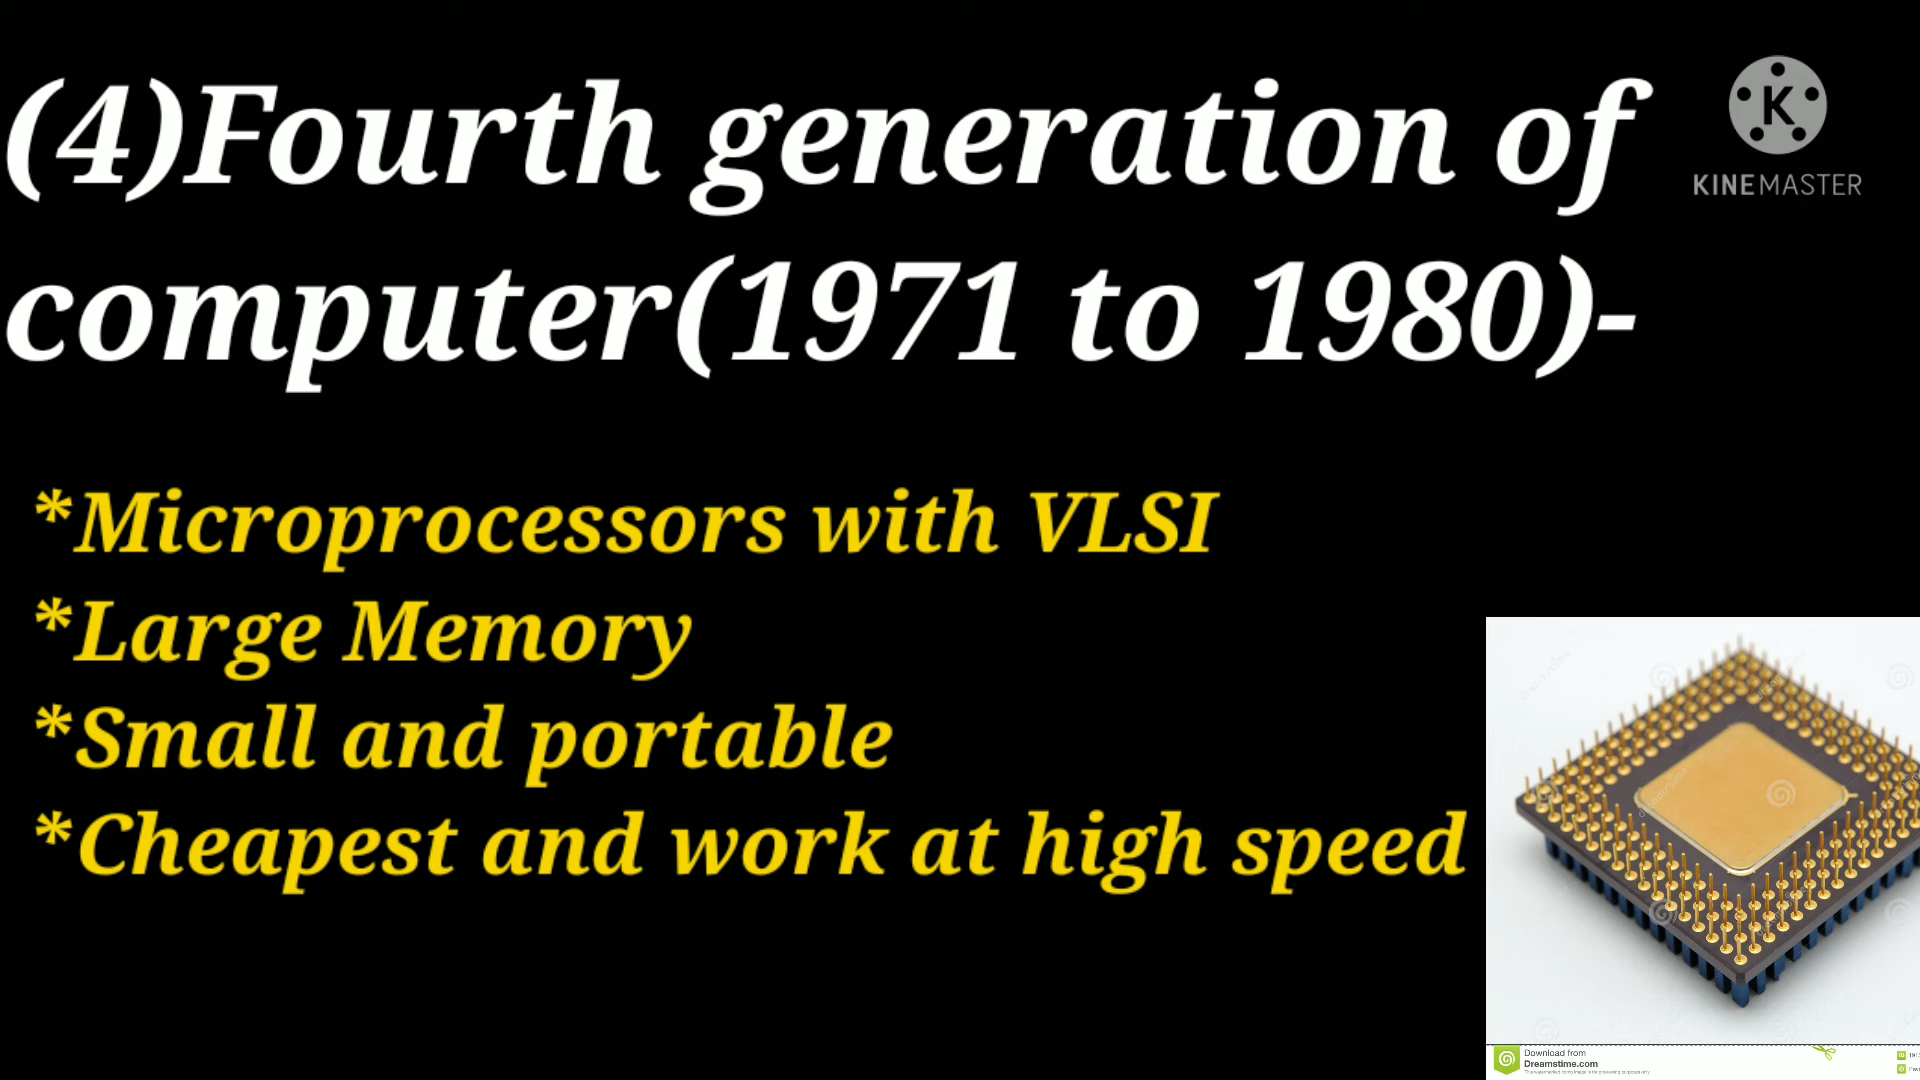 (4)Fourth generation of
computer(1971 to 1980)-
K
KINEMASTER
*Microprocessors with VLSI
*Large Memory
*Small and portable
*Cheapest and work at high speed
Download from
Dreamstime.com